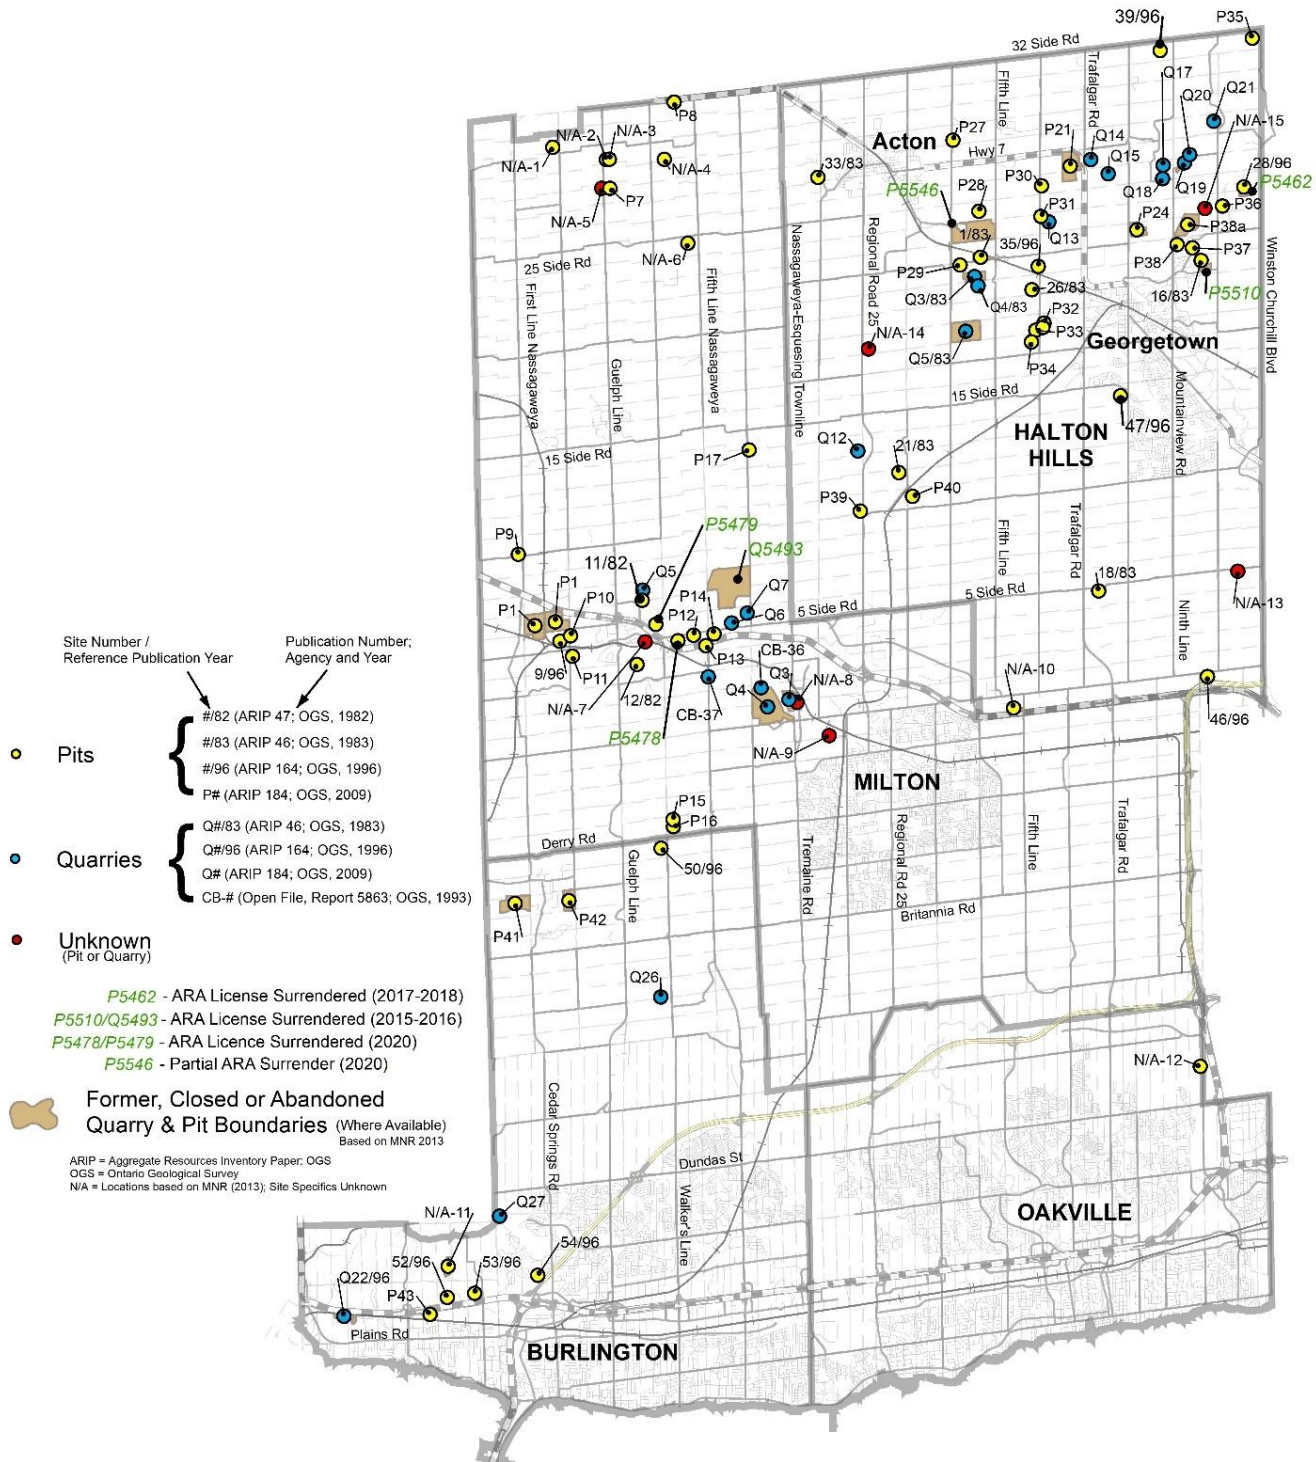 39/96
P35
32 Side Rd
Trafalgar Rd
Q17
Q20
Q21
Fifth Line
P8
N/A-2
N/A-3
N/A-1
N/A-4
P7
N/A-5
N/A-6
Acton
P27
Hwy 7
P21
Q14
Q15
N/A-15
28/96
P5462
33/83
P5546
P28
P30
P31
Q18
Q19
P36
P24
P38a
Q13
1/83
35/96
P37
P38
P29
16/83
P5510
Q3/83
Q4/83
26/83
P32
P33
P34
Georgetown
Q5/83
N/A-14
25 Side Rd
First Line Nassagaweya
Guelph Line
Fifth Line Nassagaweya
Nassagaweya-Esquesing Townline
Regional Road 25
Winston Churchill Blvd
Mountainview Rd
15 Side Rd
47/96
HALTON
HILLS
Q12
21/83
15 Side Rd
P17
P39
P40
P9
P5479
Q5493
11/82
Q5
Q7
Q6
P14
P12
5 Side Rd
Fifth Line
Trafalgar Rd
5 Side Rd
18/83
N/A-13
Ninth Line
P1
P1
P10
9/96
P11
P13
CB-36
Q3
N/A-8
Q4
N/A-10
N/A-7
12/82
CB-37
P5478
N/A-9
46/96
MILTON
P15
P16
Derry Rd
50/96
Guelph Line
Tremaine Rd
Regional Rd 25
Fifth Line
Trafalgar Rd
Britannia Rd
P41
P42
Q26
N/A-12
Cedar Springs Rd
Dundas St
Walker's Line
OAKVILLE
Q27
N/A-11
52/96
53/96
54/96
Q22/96
P43
Plains Rd
BURLINGTON
Site Number /
Reference Publication Year
Publication Number;
Agency and Year
Pits
#/82 (ARIP 47; OGS, 1982)
#/83 (ARIP 46; OGS, 1983)
#/96 (ARIP 164; OGS, 1996)
P# (ARIP 184; OGS, 2009)
Quarries
Q#/83 (ARIP 46; OGS, 1983)
Q#/96 (ARIP 164; OGS, 1996)
Q# (ARIP 184; OGS, 2009)
CB-# (Open File, Report 5863; OGS, 1993)
Unknown
(Pit or Quarry)
P5462 - ARA License Surrendered (2017-2018)
P5510/Q5493 - ARA License Surrendered (2015-2016)
P5478/P5479 - ARA Licence Surrendered (2020)
P5546 - Partial ARA Surrender (2020)
Former, Closed or Abandoned
Quarry & Pit Boundaries (Where Available)
Based on MNR 2013
ARIP = Aggregate Resources Inventory Paper; OGS
OGS = Ontario Geological Survey
N/A = Locations based on MNR (2013); Site Specifics Unknown